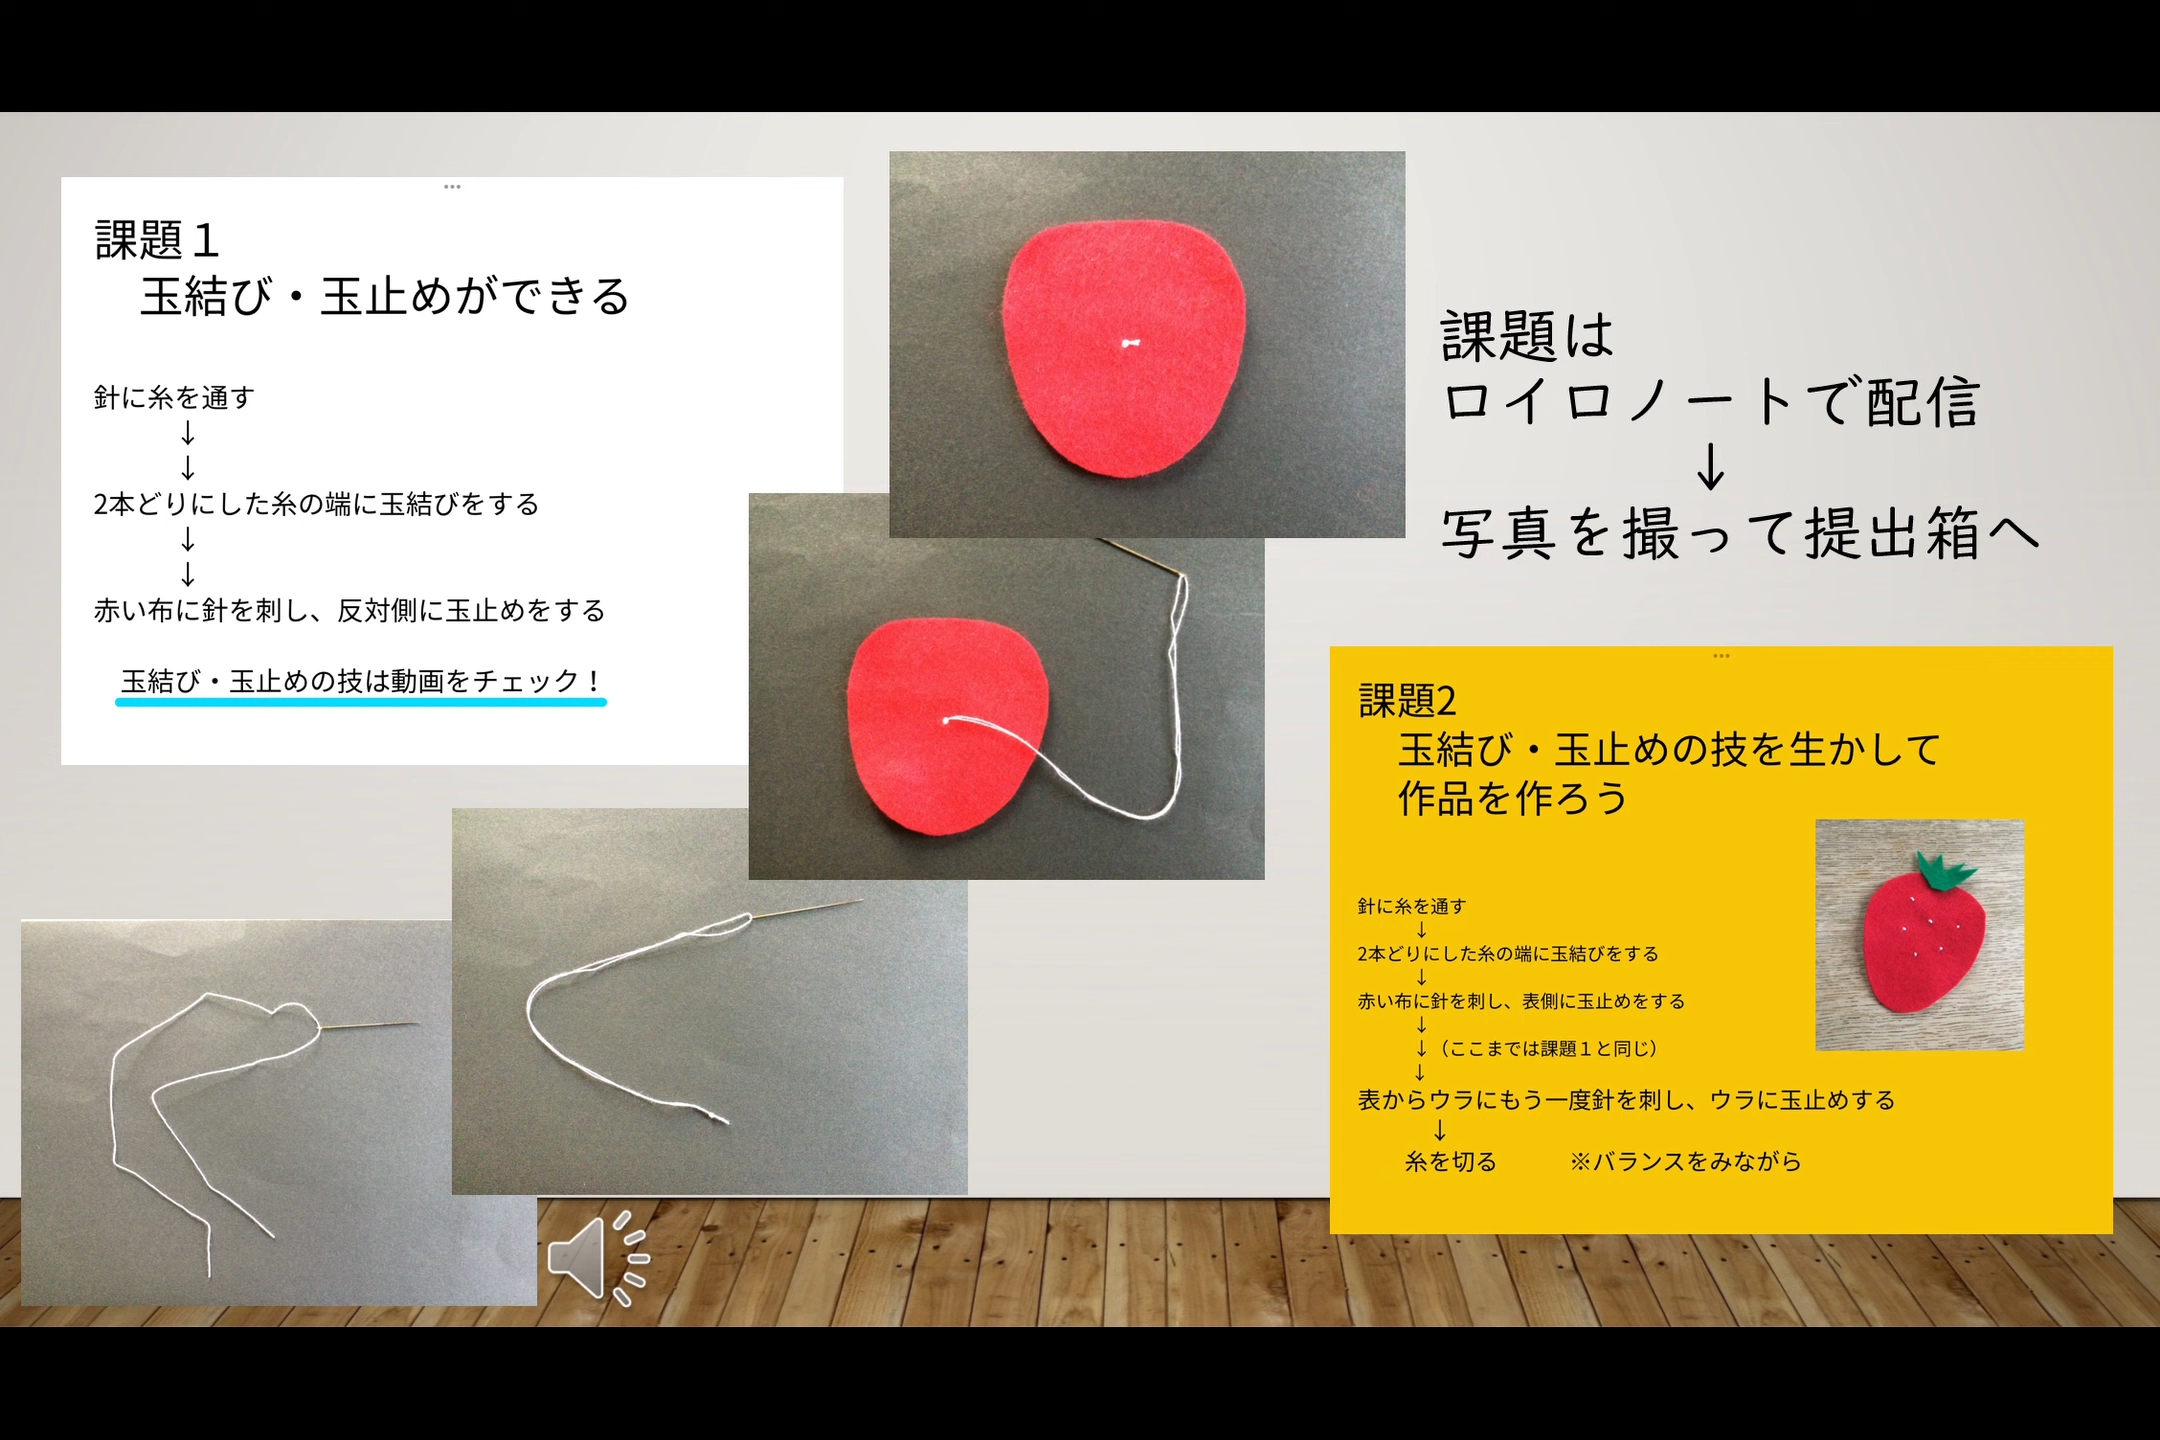 課題１
玉結び・玉止めができる
針に糸を通す
↓
↓
2本どりにした糸の端に玉結びをする
↓
↓
赤い布に針を刺し、反対側に玉止めをする
玉結び・玉止めの技は動画をチェック！
課題は
ロイロノートで配信
↓
写真を撮って提出箱へ
課題2
玉結び・玉止めの技を生かして
作品を作ろう
針に糸を通す
↓
2本どりにした糸の端に玉結びをする
↓
赤い布に針を刺し、表側に玉止めをする
↓
↓（ここまでは課題１と同じ）
↓
表からウラにもう一度針を刺し、ウラに玉止めする
↓
糸を切る　　　※バランスをみながら